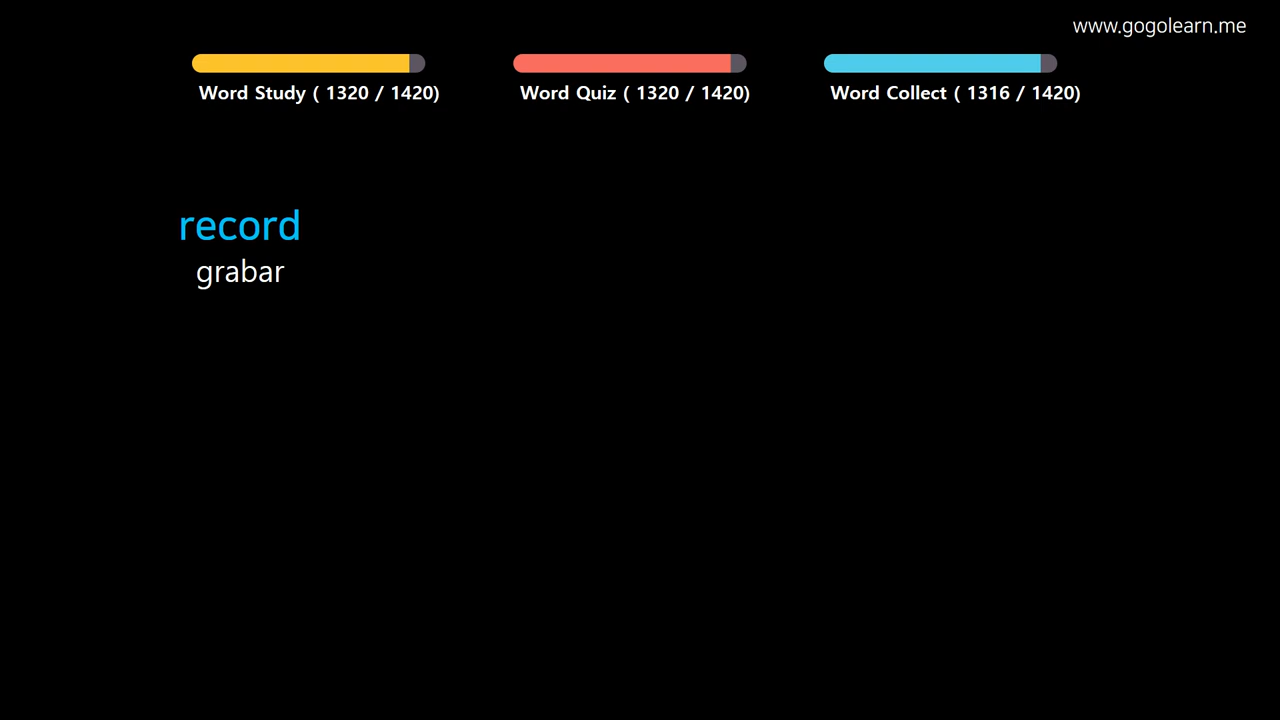 www.gogolearn.me
Word Study ( 1320 / 1420)
Word Quiz ( 1320 / 1420)
Word Collect ( 1316 / 1420)
record
grabar